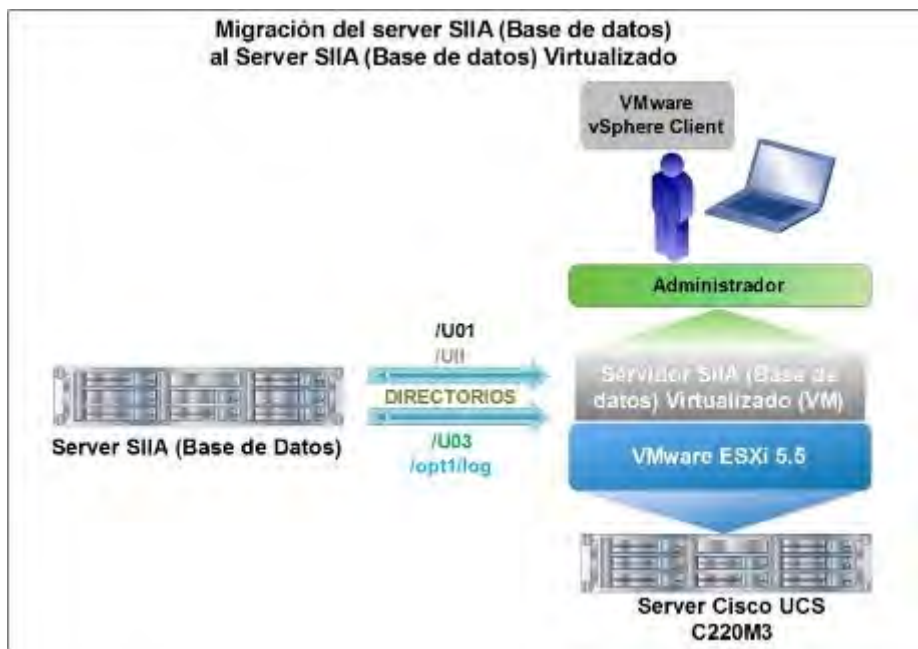 Migración del server SIIA (Base de datos)
al Server SIIA (Base de datos) Virtualizado
VMware
vSphere Client
Administrador
/U01
DIRECTORIOS
/U03
/opt1/log
Server SIIA (Base de Datos)
Servidor SIIA (Base de
datos) Virtualizado (VM)
VMware ESXi 5.5
Server Cisco UCS
C220M3